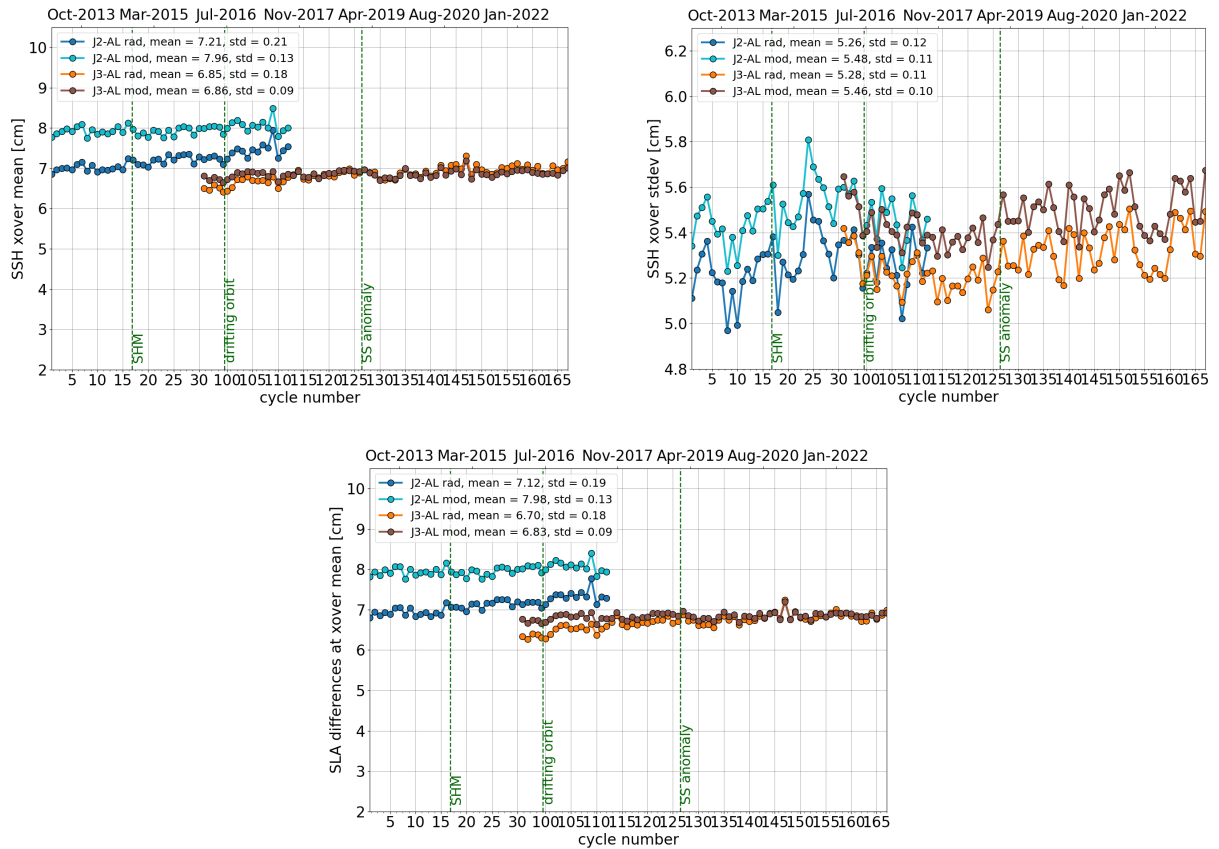 Oct-2013 Mar-2015 Jul-2016 Nov-2017 Apr-2019 Aug-2020 Jan-2022
SSH xover mean [cm]
10
9
8
7
6
5
4
3
2
J2-AL rad, mean = 7.21, std = 0.21
J2-AL mod, mean = 7.96, std = 0.13
J3-AL rad, mean = 6.85, std = 0.18
J3-AL mod, mean = 6.86, std = 0.09
SHM
drifting orbit
SS anomaly
5 10 15 20 30 100 105 110 115 120 125 130 135 140 145 150 155 160 165
cycle number
Oct-2013 Mar-2015 Jul-2016 Nov-2017 Apr-2019 Aug-2020 Jan-2022
SSH xover stdev [cm]
6.2
6.0
5.8
5.6
5.4
5.2
5.0
4.8
J2-AL rad, mean = 5.26, std = 0.12
J2-AL mod, mean = 5.48, std = 0.11
J3-AL rad, mean = 5.28, std = 0.11
J3-AL mod, mean = 5.46, std = 0.10
SHM
drifting orbit
SS anomaly
5 10 15 20 25 30 100 105 110 115 120 125 130 135 140 145 150 155 160 165
cycle number
Oct-2013 Mar-2015 Jul-2016 Nov-2017 Apr-2019 Aug-2020 Jan-2022
SLA differences at xover mean [cm]
10
9
8
7
6
5
4
3
2
J2-AL rad, mean = 7.12, std = 0.19
J2-AL mod, mean = 7.98, std = 0.13
J3-AL rad, mean = 6.70, std = 0.18
J3-AL mod, mean = 6.83, std = 0.09
SHM
drifting orbit
SS anomaly
5 10 15 20 25 30 100 105 110 115 120 125 130 135 140 145 150 155 160 165
cycle number